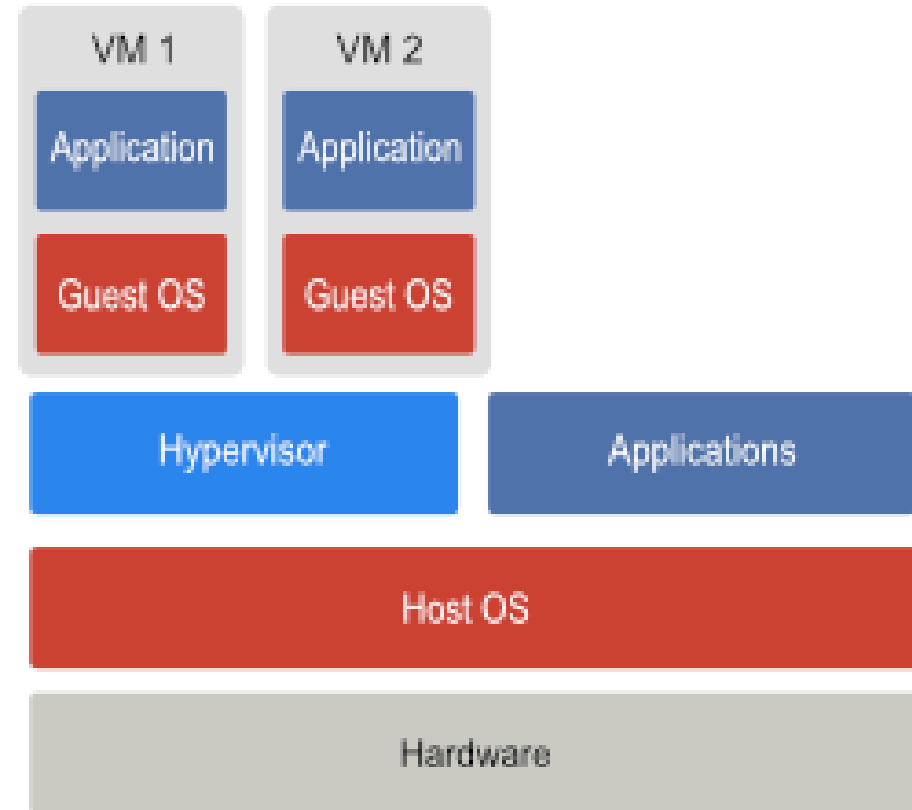 VM 1
VM 2
Application
Application
Guest OS
Guest OS
Hypervisor
Applications
Host OS
Hardware